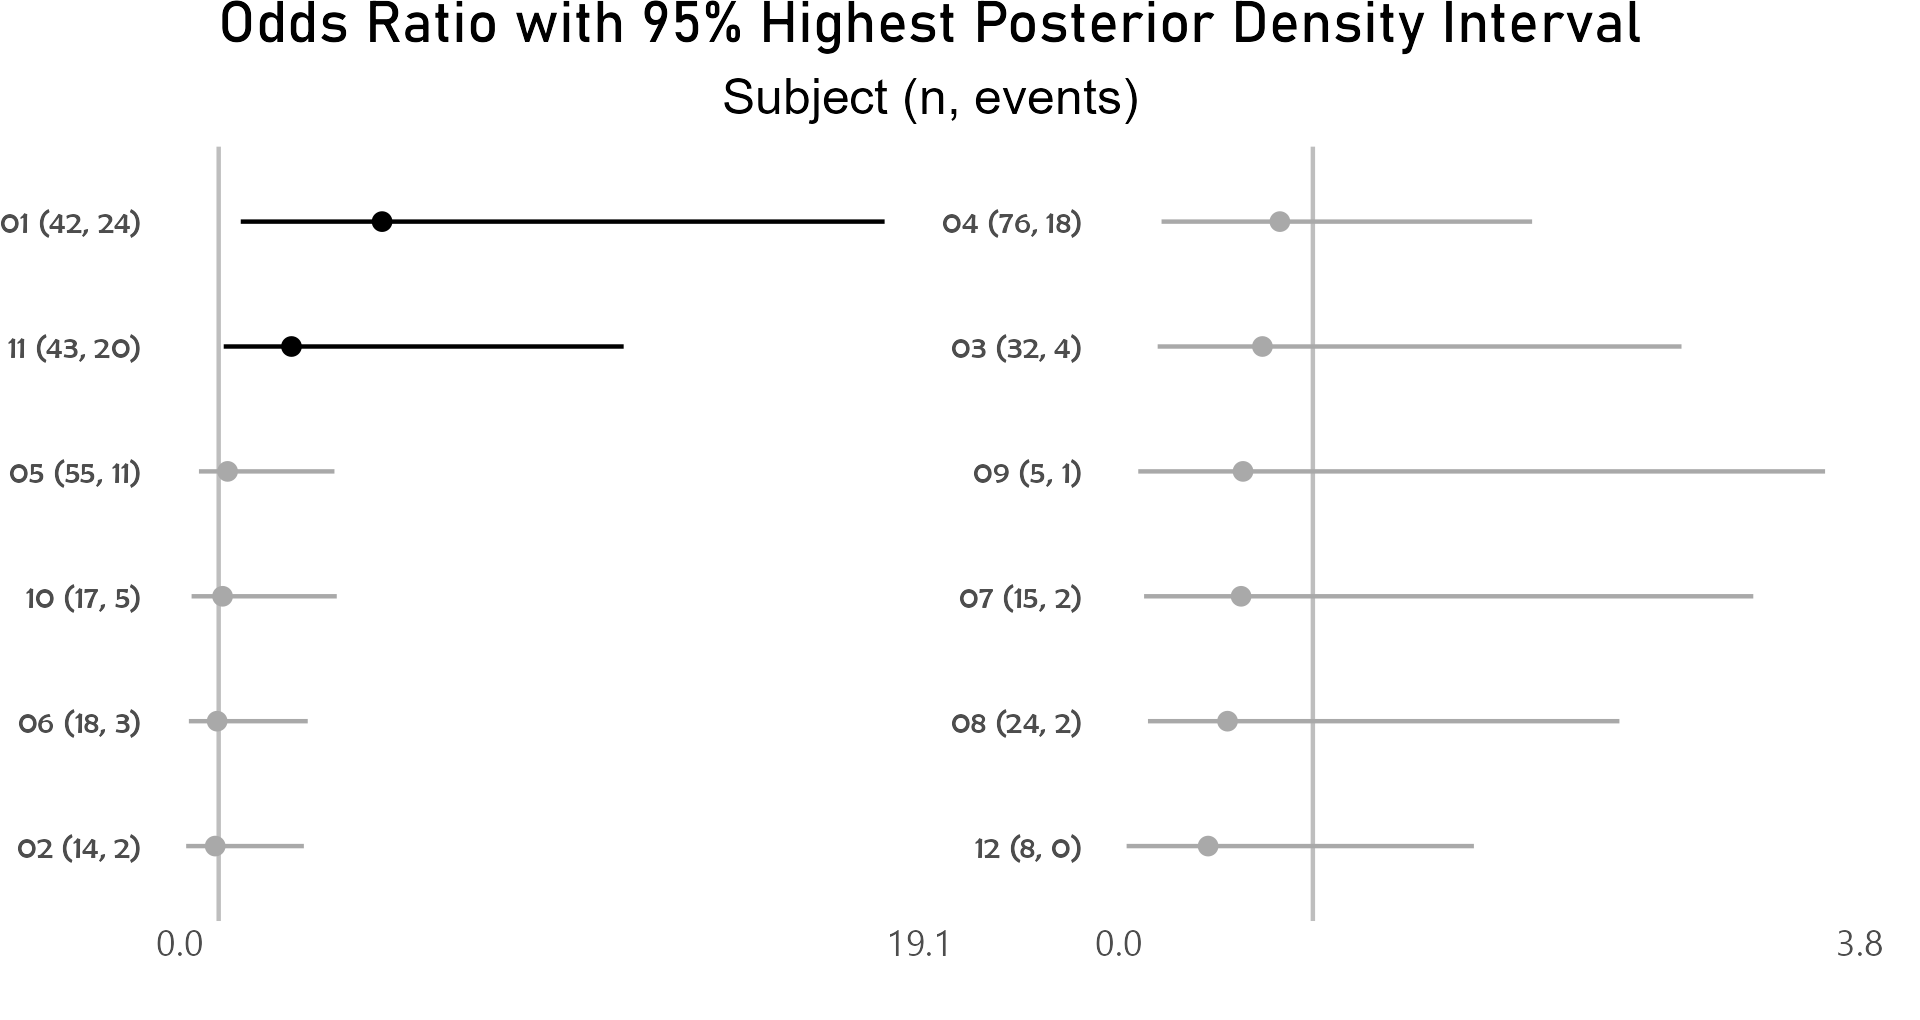 Odds Ratio with 95% Highest Posterior Density Interval
Subject (n, events)
01 (42, 24)
11 (43, 20)
05 (55, 11)
10 (17, 5)
06 (18, 3)
02 (14, 2)
0.0 19.1
04 (76, 18)
03 (32, 4)
09 (5, 1)
07 (15, 2)
08 (24, 2)
12 (8, 0)
0.0 3.8